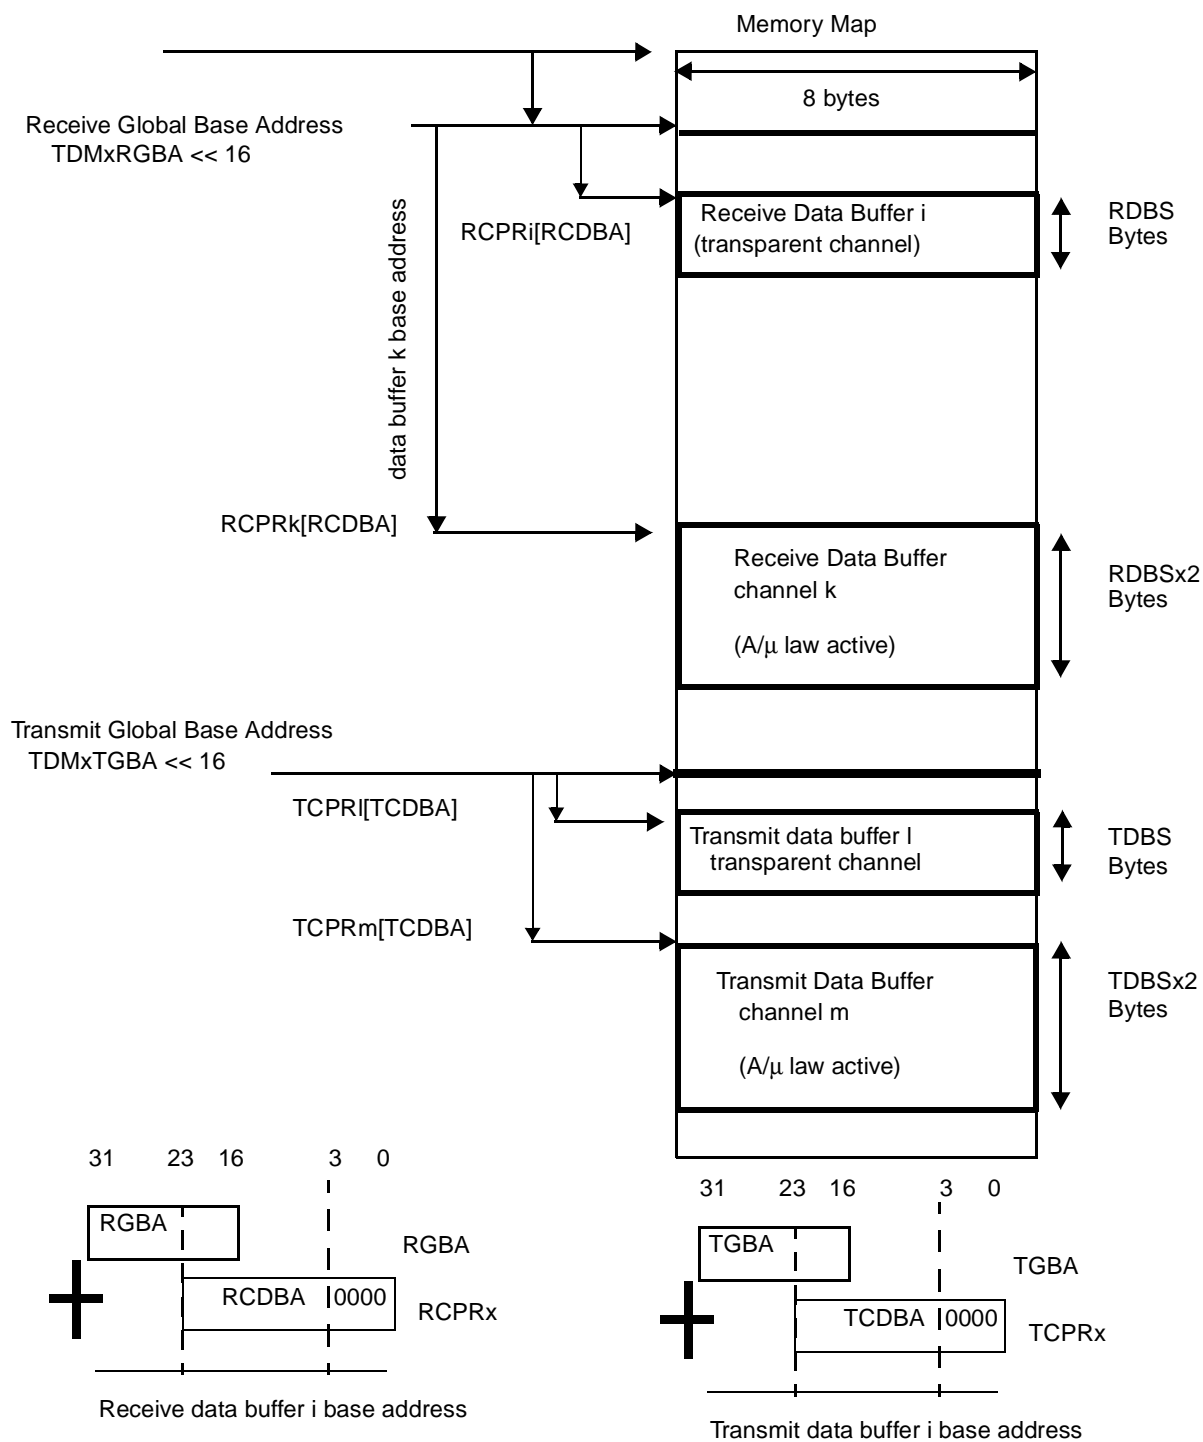 Memory Map
8 bytes
Receive Global Base Address
TDMxRGBA << 16
data buffer k base address
RCPRi[RCDBA]
Receive Data Buffer i
(transparent channel)
RDBS
Bytes
RCPRk[RCDBA]
Receive Data Buffer
channel k
(A/μ law active)
RDBSx2
Bytes
Transmit Global Base Address
TDMxTGBA << 16
TCPRl[TCDBA]
Transmit data buffer l
transparent channel
TDBS
Bytes
TCPRm[TCDBA]
Transmit Data Buffer
channel m
(A/μ law active)
TDBSx2
Bytes
31 23 16 3 0
RGBA
RGBA
RCDBA 0000
RCPRx
Receive data buffer i base address
31 23 16 3 0
TGBA
TGBA
TCDBA 0000
TCPRx
Transmit data buffer i base address